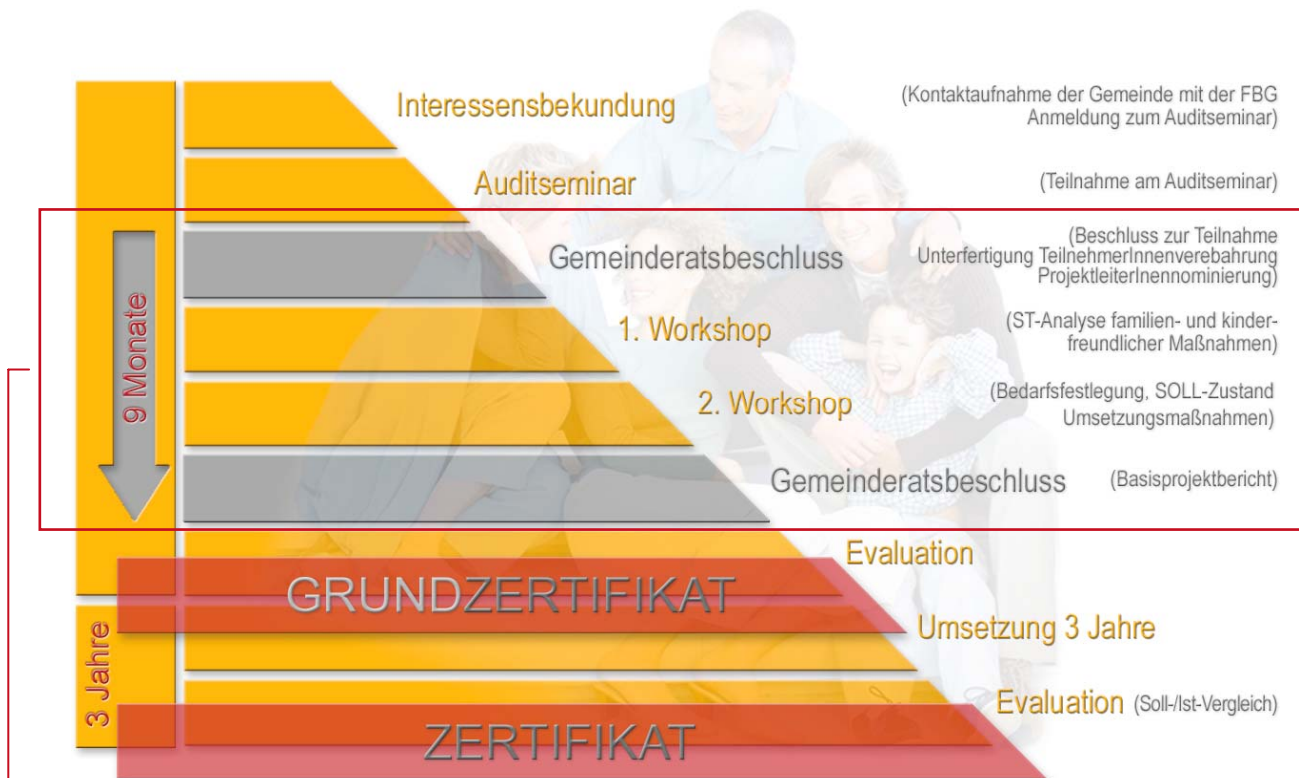 Interessensbekundung
(Kontaktaufnahme der Gemeinde mit der FBG
Anmeldung zum Auditseminar)
Auditseminar
(Teilnahme am Auditseminar)
9 Monate
Gemeinderatsbeschluss
(Beschluss zur Teilnahme
Unterfertigung TeilnehmerInnenverebahrung
ProjektleiterInennominierung)
1. Workshop
(ST-Analyse familien- und kinder-
freundlicher Maßnahmen)
2. Workshop
(Bedarfsfestlegung, SOLL-Zustand
Umsetzungsmaßnahmen)
Gemeinderatsbeschluss
(Basisprojektbericht)
Evaluation
GRUNDZERTIFIKAT
3 Jahre
Umsetzung 3 Jahre
Evaluation (Soll-/Ist-Vergleich)
ZERTIFIKAT